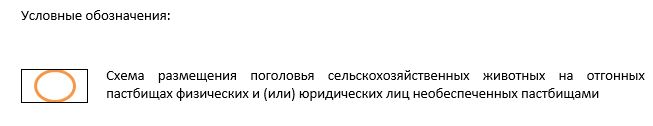 Условные обозначения:
Схема размещения поголовья сельскохозяйственных животных на отгонных
пастбищах физических и (или) юридических лиц необеспеченных пастбищами